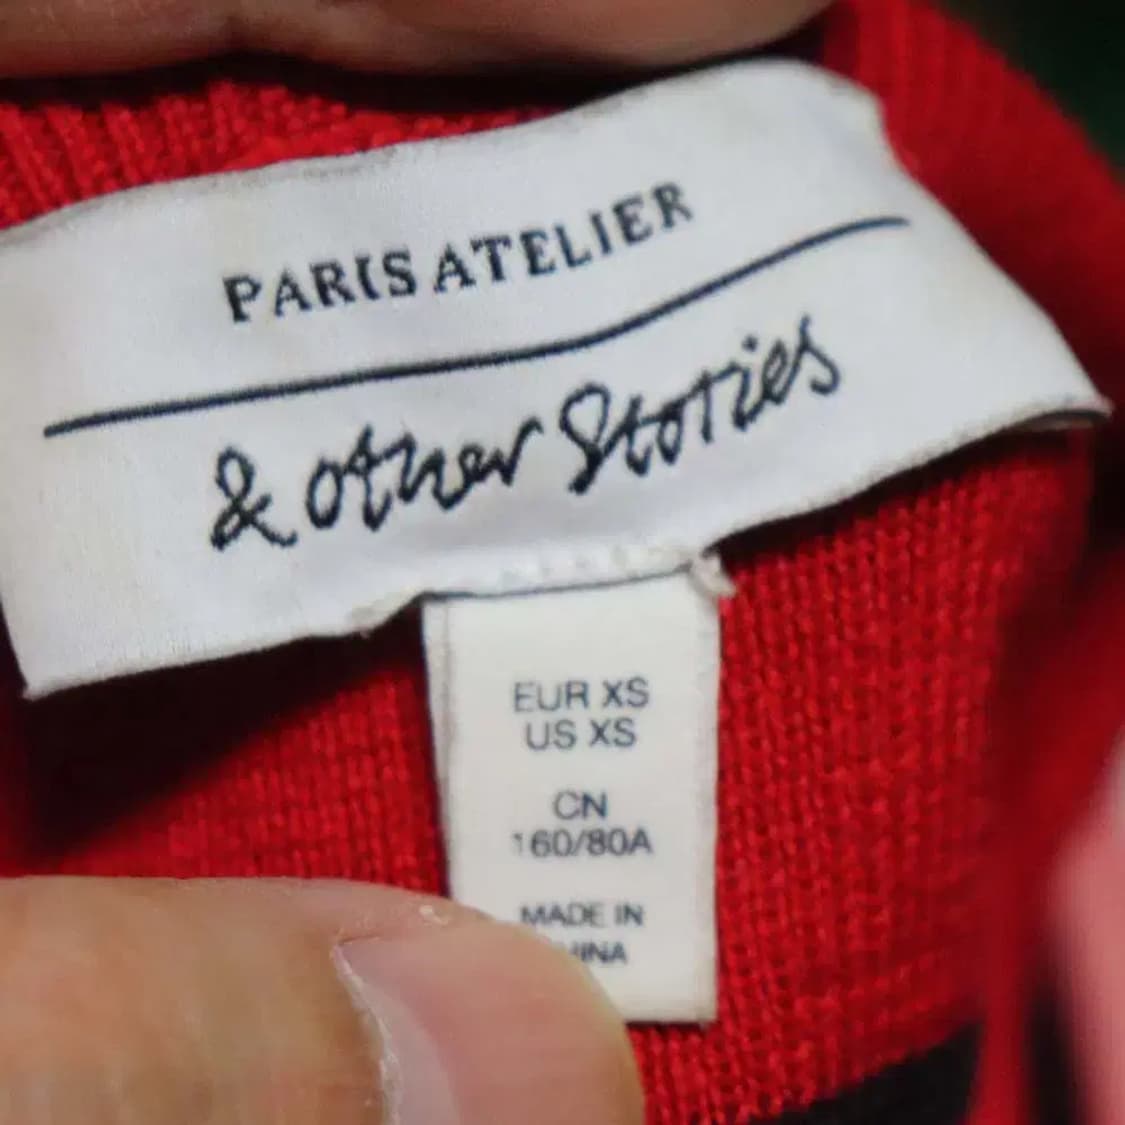 PARIS ATELIER
& other Stories
EUR XS
US XS
CN
160/80A
MADE IN